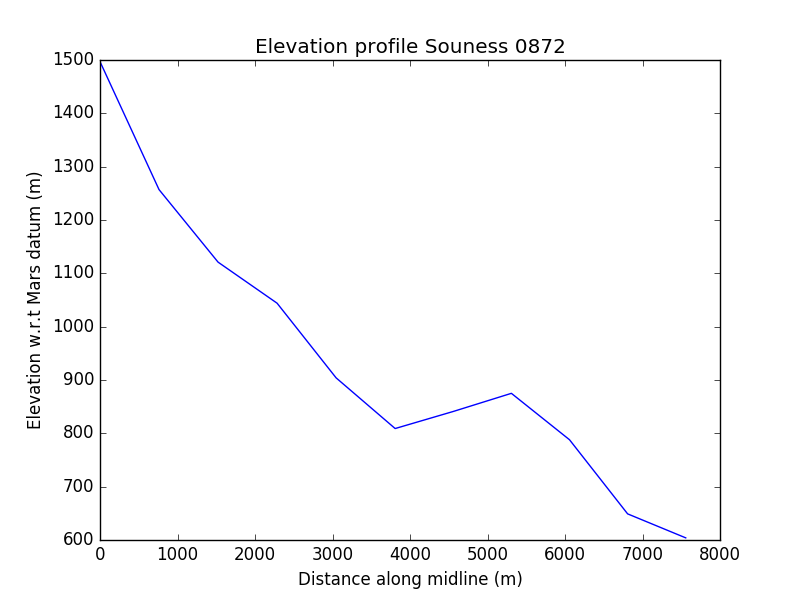 Elevation profile Souness 0872
1500
1400
1300
1200
1100
1000
900
800
700
600
Elevation w.r.t Mars datum (m)
0 1000 2000 3000 4000 5000 6000 7000 8000
Distance along midline (m)